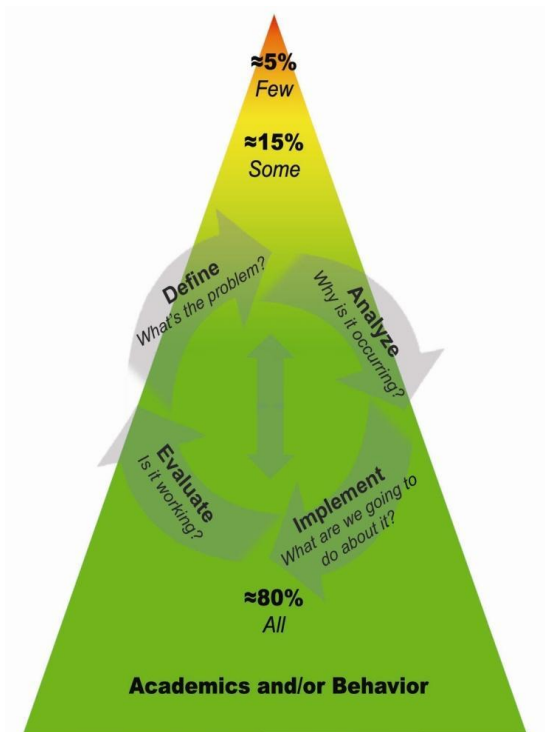 ≈5%
Few
≈15%
Some
Define
What's the problem?
Analyze
Why is it occurring?
Implement
What are we going to
do about it?
Evaluate
Is it working?
≈80%
All
Academics and/or Behavior